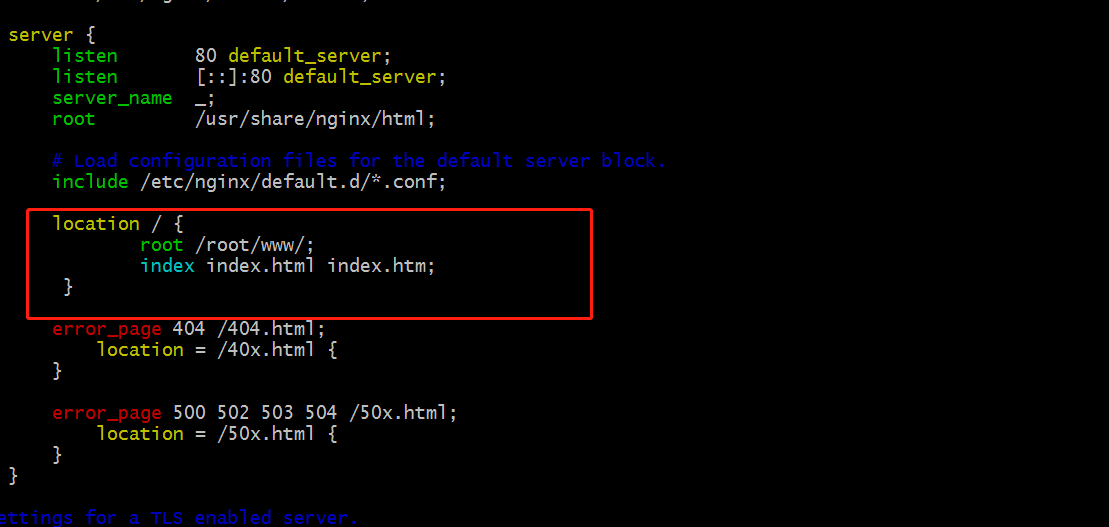 server {
    listen       80 default_server;
    listen       [::]:80 default_server;
    server_name  _;
    root         /usr/share/nginx/html;
    # Load configuration files for the default server block.
    include /etc/nginx/default.d/*.conf;
    location / {
            root /root/www/;
            index index.html index.htm;
     }
    error_page 404 /404.html;
        location = /40x.html {
    }
    error_page 500 502 503 504 /50x.html;
        location = /50x.html {
    }
}
ettings for a TLS enabled server.